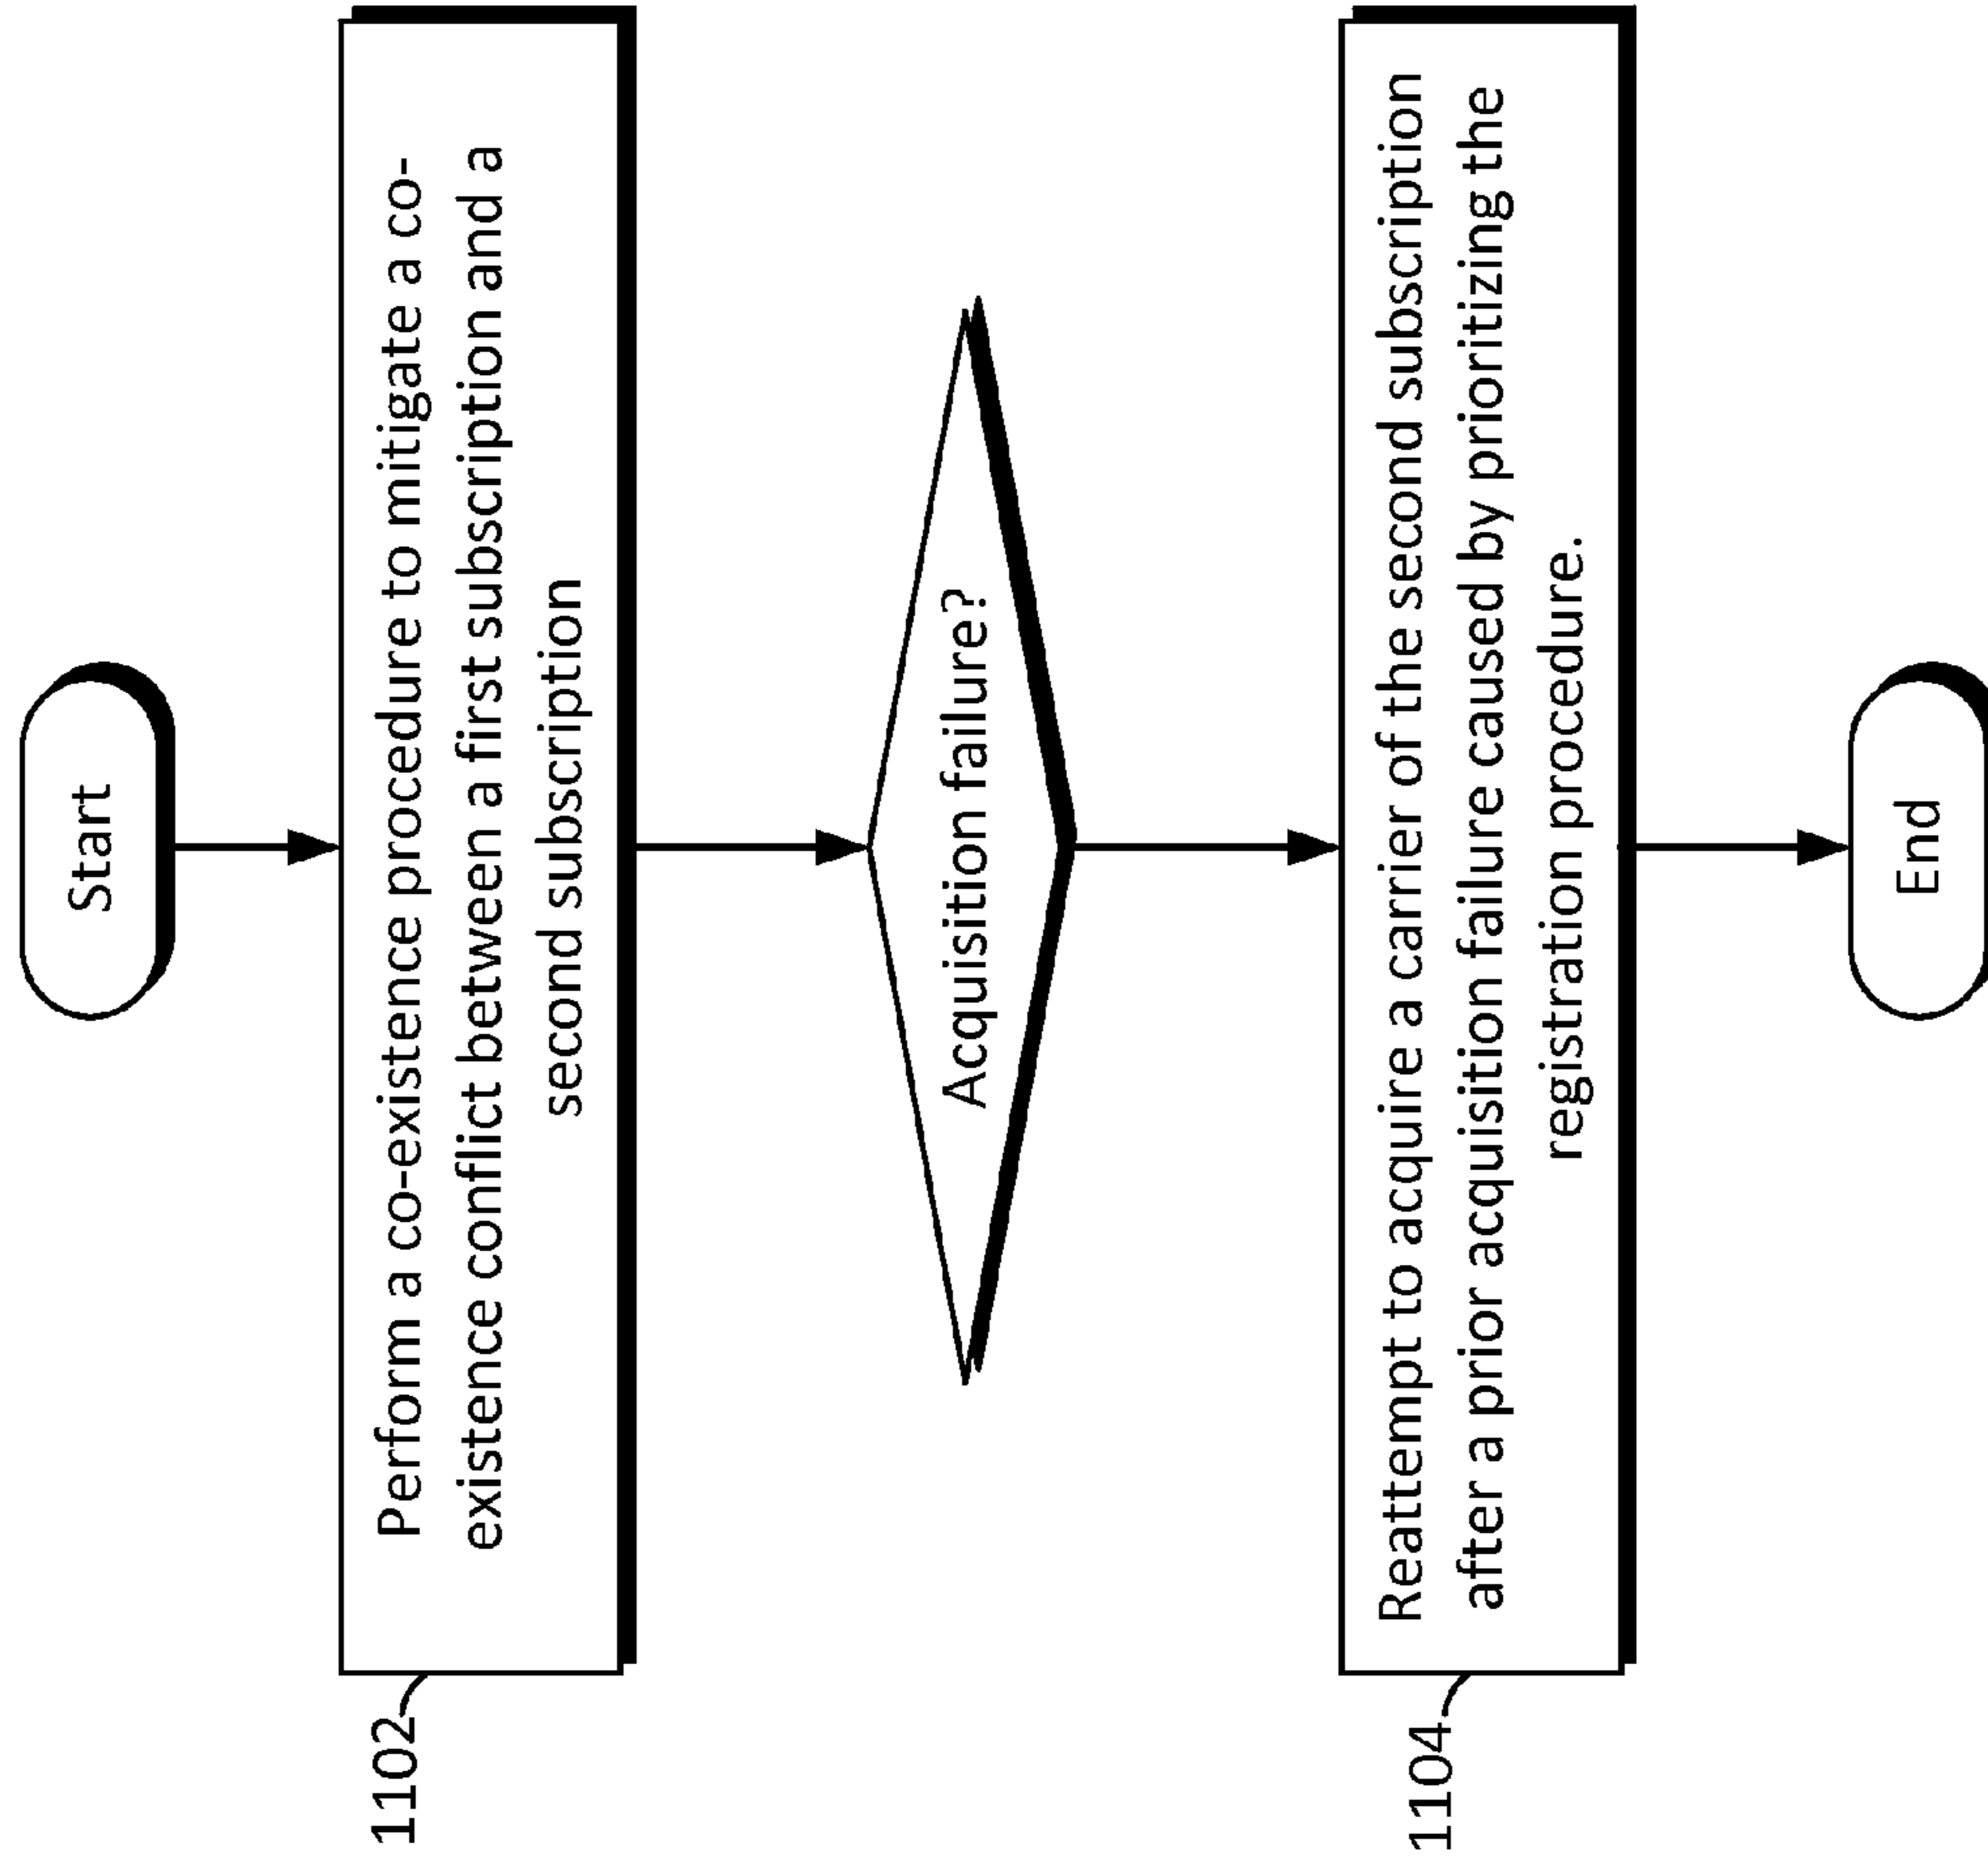 Start
1102
Perform a co-existence procedure to mitigate a co-
existence conflict between a first subscription and a
second subscription
Acquisition failure?
1104
Reattempt to acquire a carrier of the second subscription
after a prior acquisition failure caused by prioritizing the
registration procedure.
End